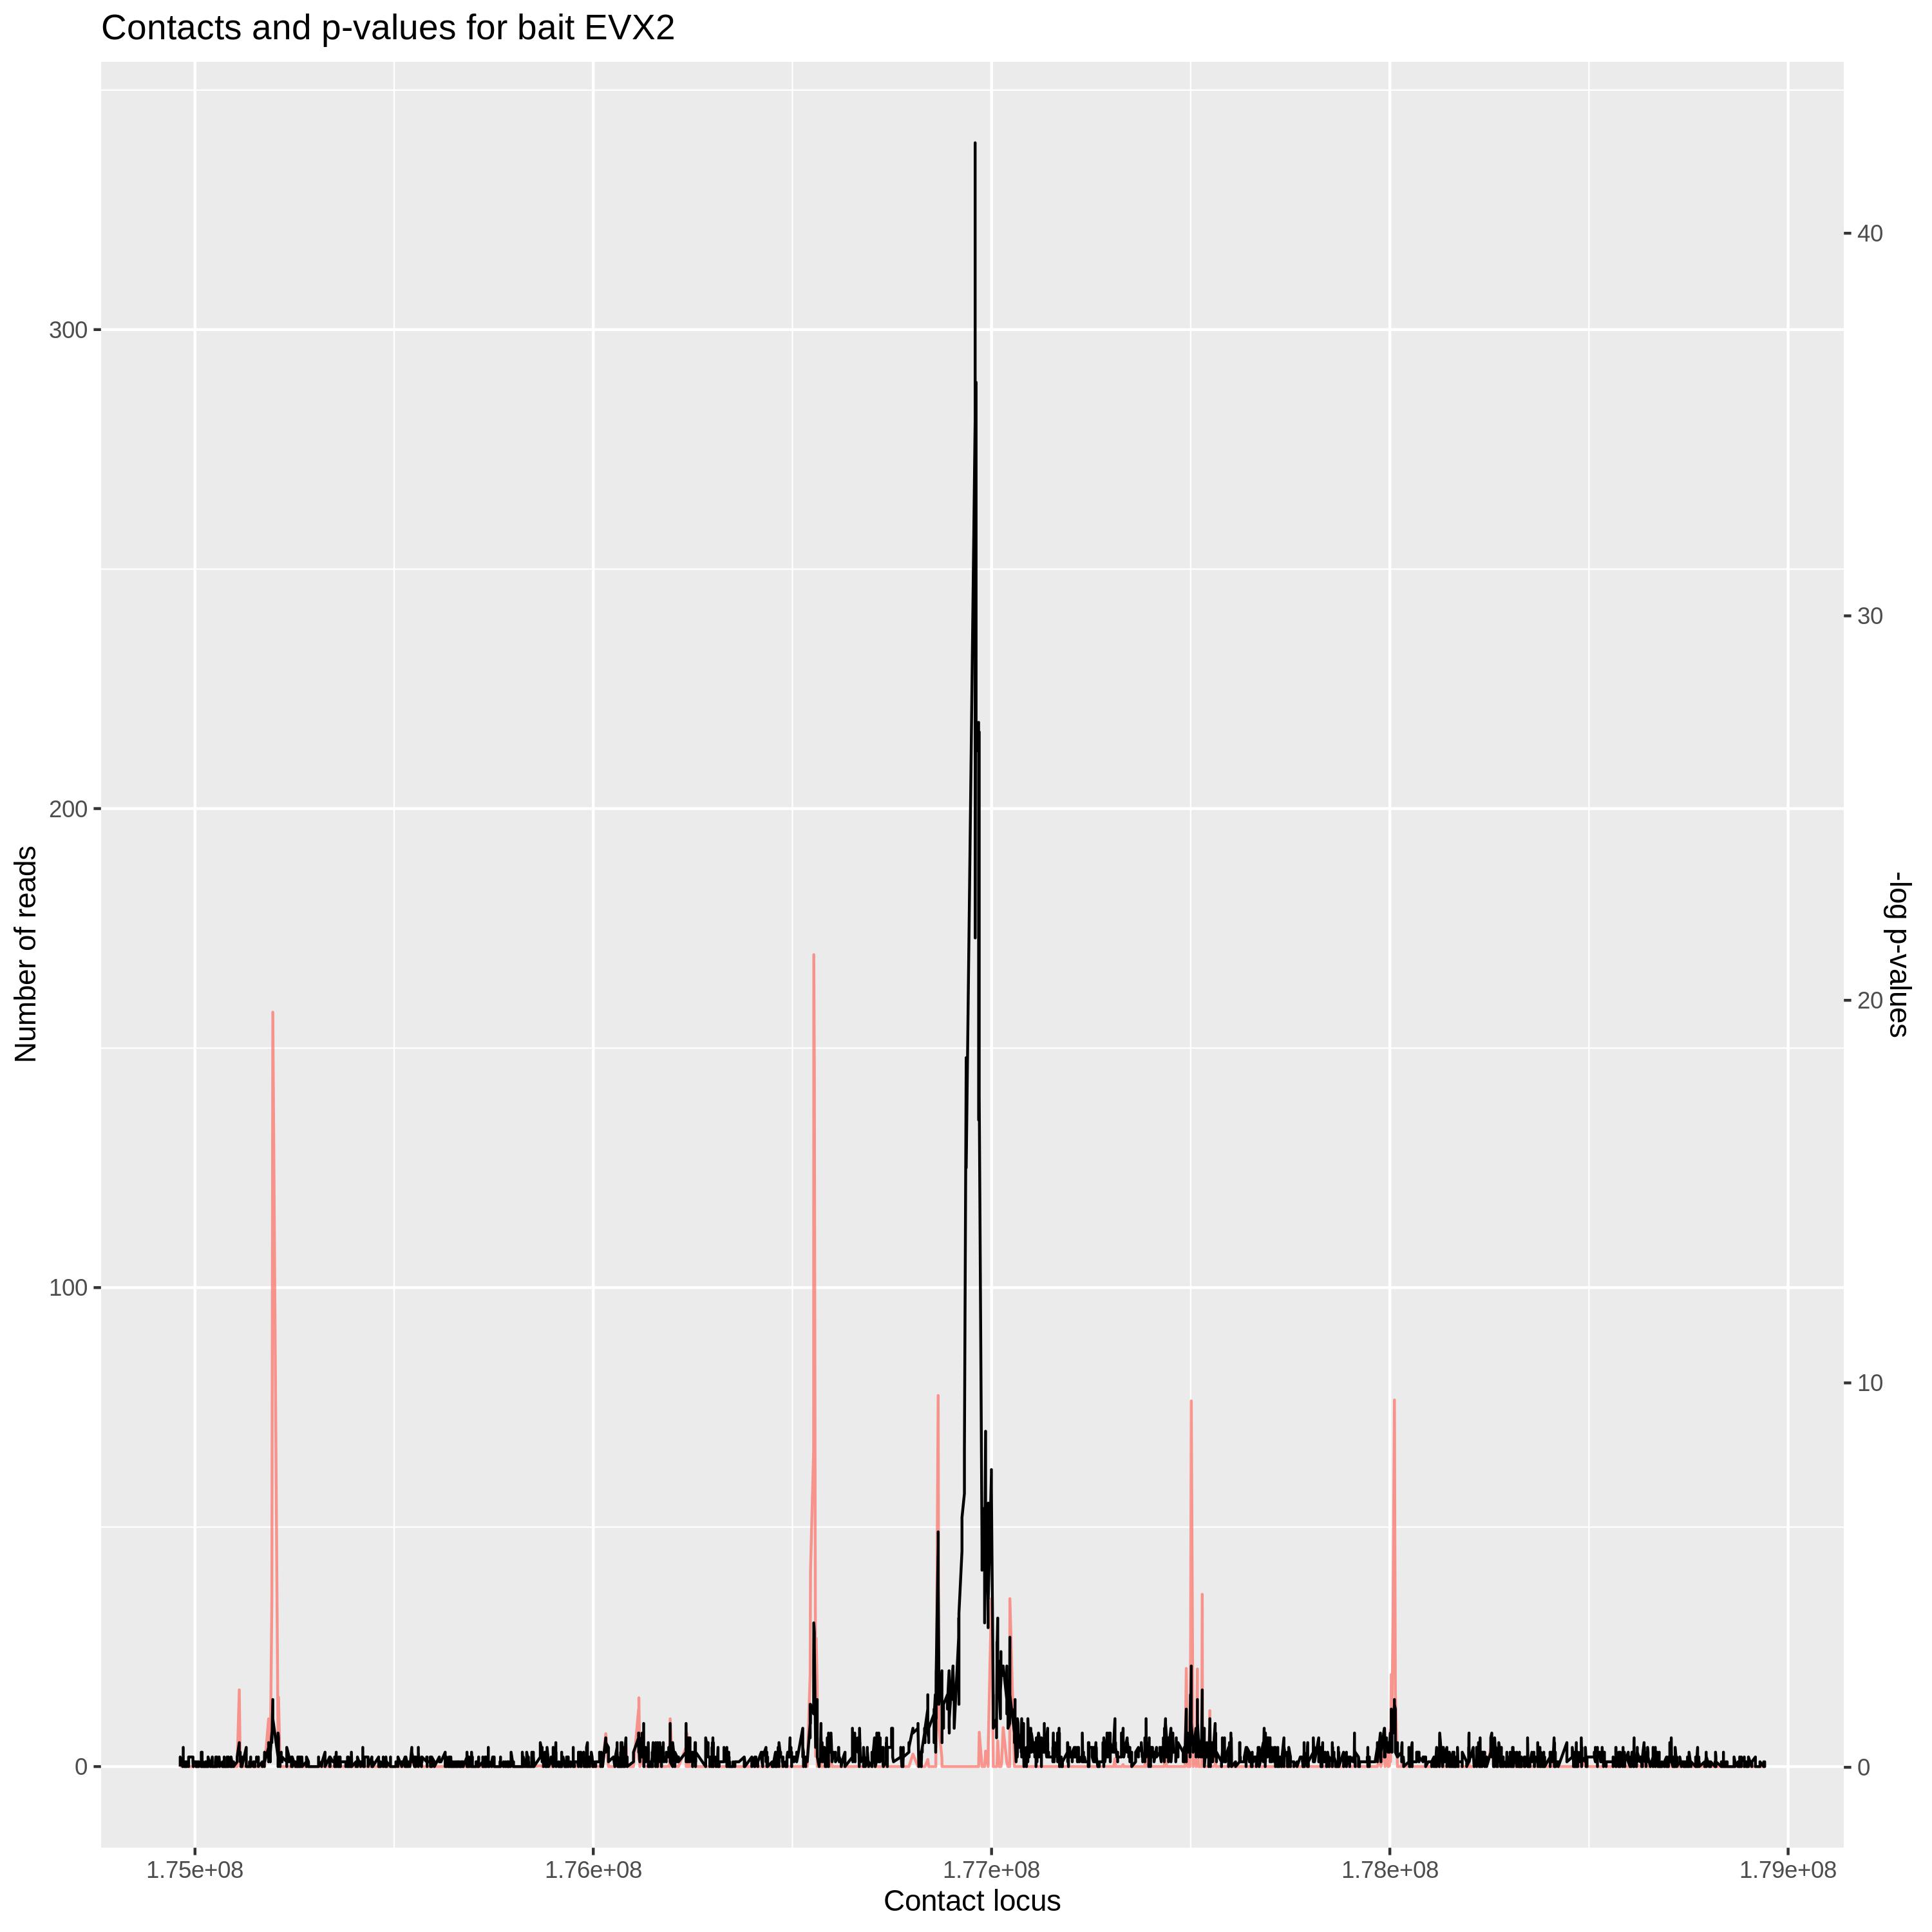 Contacts and p-values for bait EVX2
Number of reads
300
200
100
0
40
30
20
10
0
-log p-values
1.75e+08 1.76e+08 1.77e+08 1.78e+08 1.79e+08
Contact locus